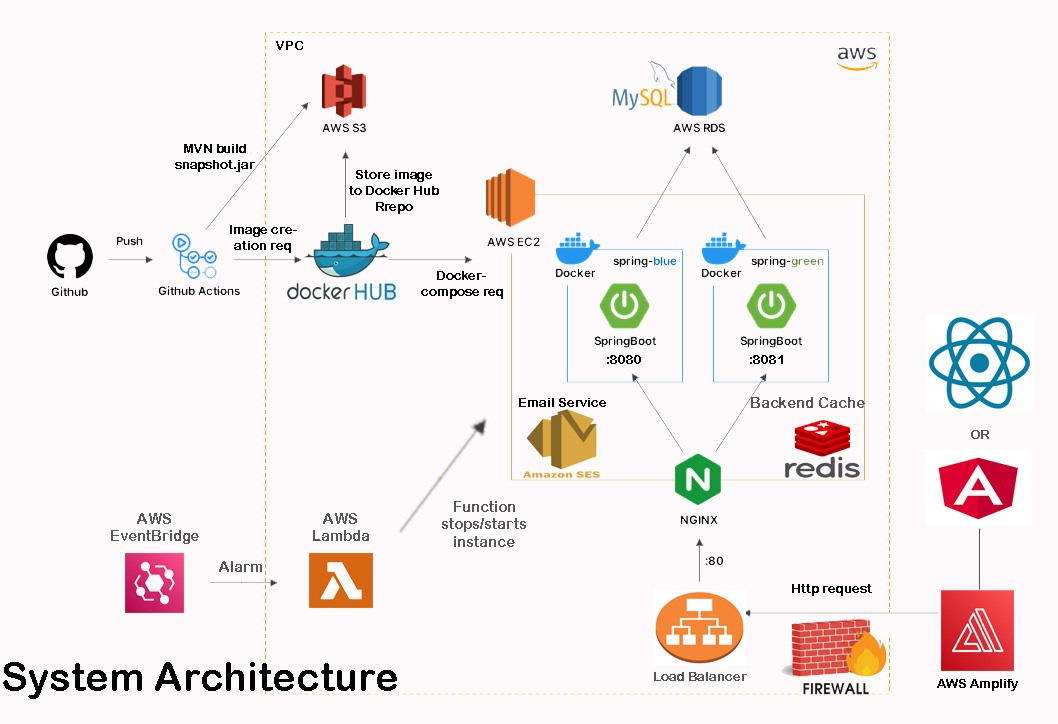 VPC
aws
MySQL
AWS S3
AWS RDS
MVN build
snapshot.jar
Store image
to Docker Hub
Rrepo
Image cre-
ation req
AWS EC2
Push
Github
Github Actions
docker HUB
Docker-
compose req
Docker
spring-blue
SpringBoot
:8080
Docker
spring-green
SpringBoot
:8081
Email Service
Amazon SES
Backend Cache
redis
OR
N
NGINX
A
Function
stops/starts
instance
AWS
EventBridge
Alarm
AWS
Lambda
:80
Http request
Load Balancer
FIREWALL
AWS Amplify
System Architecture